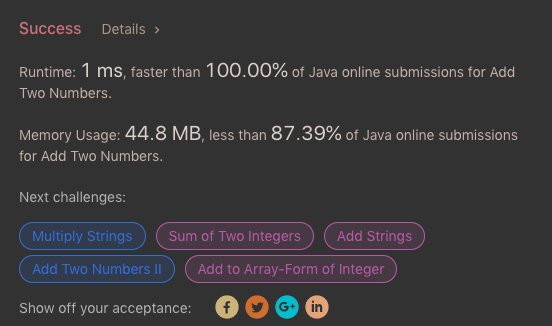 Success Details >
Runtime: 1 ms, faster than 100.00% of Java online submissions for Add
Two Numbers.
Memory Usage: 44.8 MB, less than 87.39% of Java online submissions
for Add Two Numbers.
Next challenges:
Multiply Strings Sum of Two Integers Add Strings
Add Two Numbers II Add to Array-Form of Integer
Show off your acceptance: f G+ in